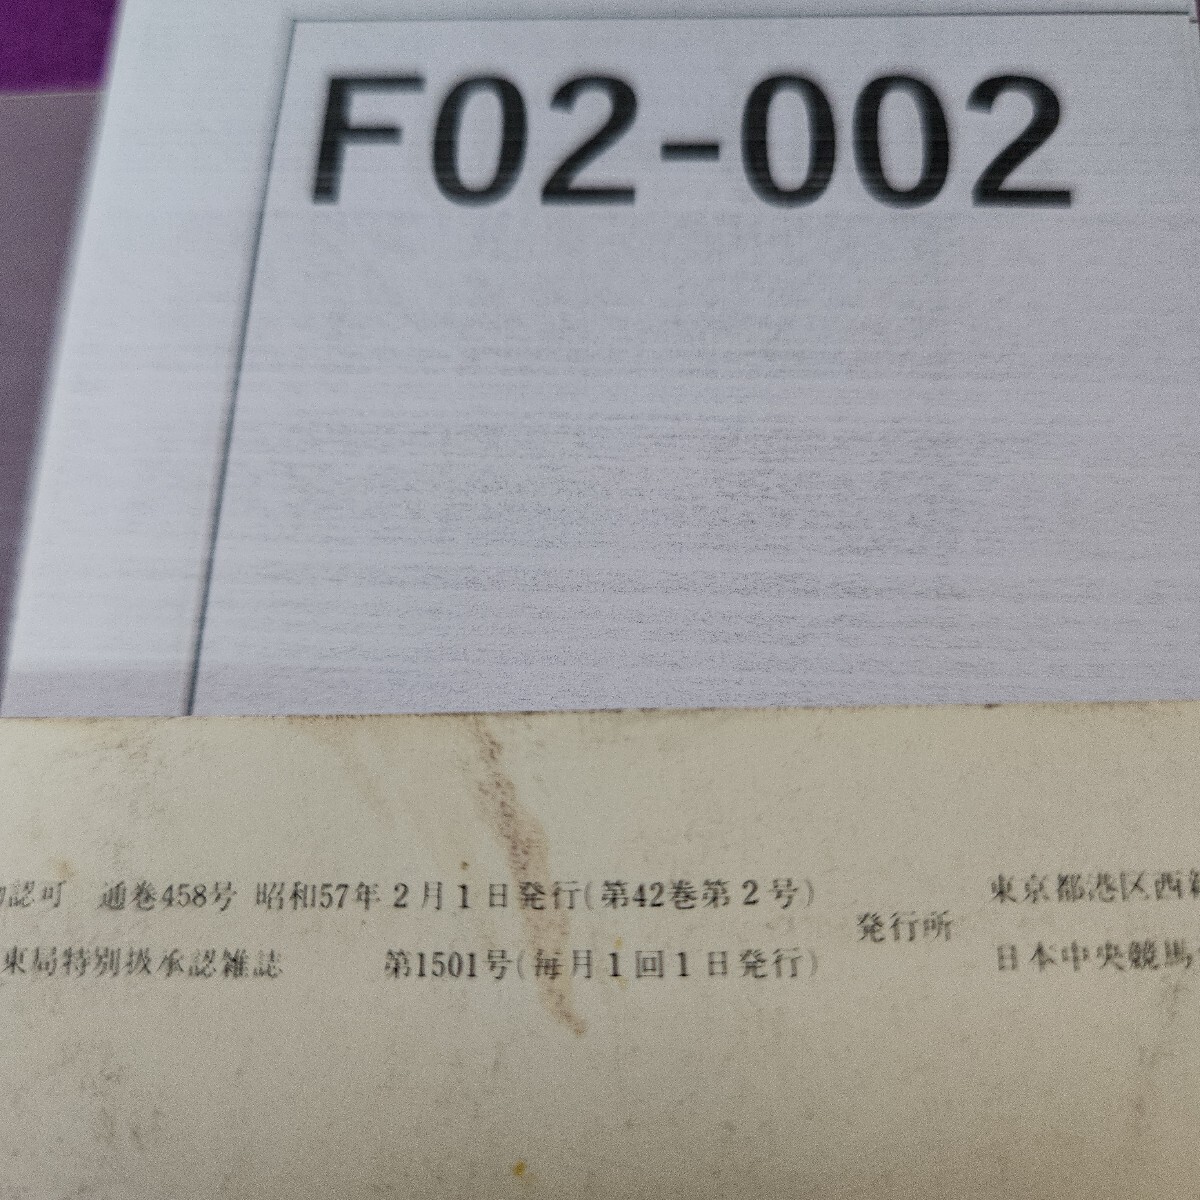 F02-002
認可 通巻458号 昭和57年2月1日発行(第42巻第2号)
東局特別扱承認雑誌 第1501号(毎月1回1日発行)
発行所
東京都港区西新
日本中央競馬